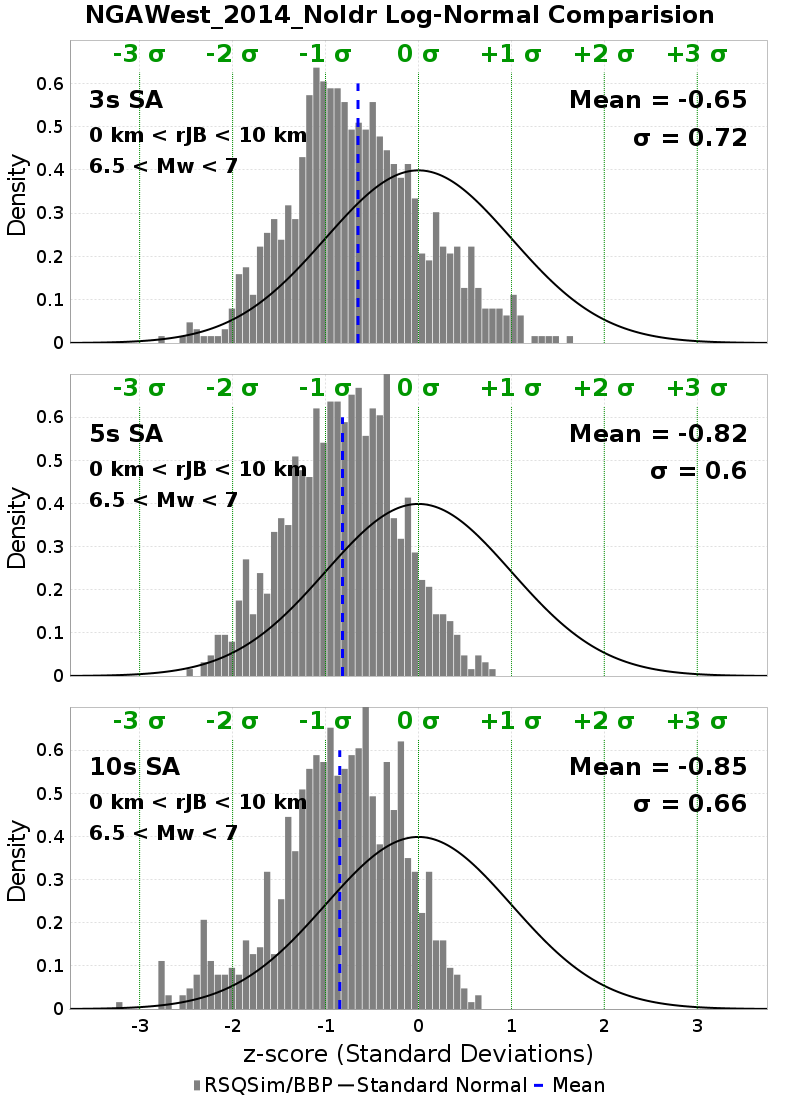 NGAWest_2014_NoIdr Log-Normal Comparision
-3 σ -2 σ -1 σ 0 σ +1 σ +2 σ +3 σ
3s SA
0 km < rJB < 10 km
6.5 < Mw < 7
Mean = -0.65
σ = 0.72
Density
0.6
0.5
0.4
0.3
0.2
0.1
0
-3 σ -2 σ -1 σ 0 σ +1 σ +2 σ +3 σ
5s SA
0 km < rJB < 10 km
6.5 < Mw < 7
Mean = -0.82
σ = 0.6
Density
0.6
0.5
0.4
0.3
0.2
0.1
0
-3 σ -2 σ -1 σ 0 σ +1 σ +2 σ +3 σ
10s SA
0 km < rJB < 10 km
6.5 < Mw < 7
Mean = -0.85
σ = 0.66
Density
0.6
0.5
0.4
0.3
0.2
0.1
0
-3 -2 -1 0 1 2 3
z-score (Standard Deviations)
RSQSim/BBP Standard Normal Mean